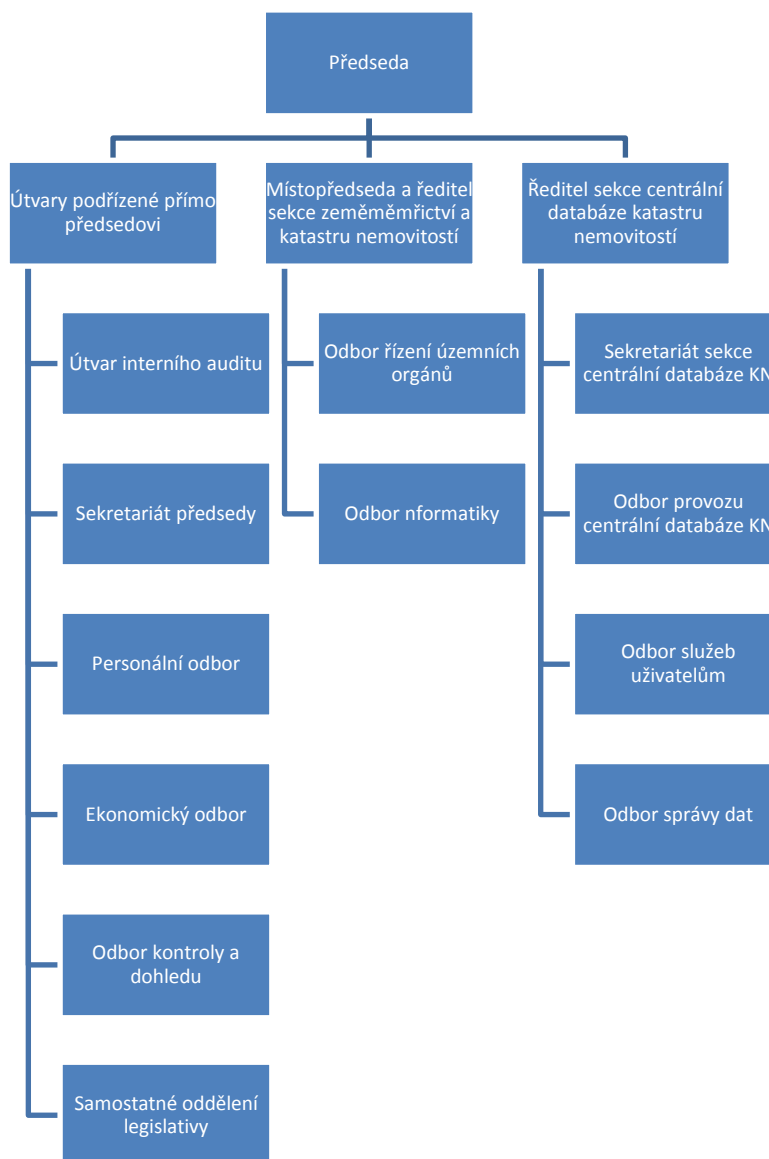 Předseda
Útvary podřízené přímo
předsedovi
Místopředseda a ředitel
sekce zeměměmřictví a
katastru nemovitostí
Ředitel sekce centrální
databáze katastru
nemovitostí
Útvar interního auditu
Sekretariát předsedy
Personální odbor
Ekonomický odbor
Odbor kontroly a
dohledu
Samostatné oddělení
legislativy
Odbor řízení územních
orgánů
Odbor nformatiky
Sekretariát sekce
centrální databáze KN
Odbor provozu
centrální databáze KN
Odbor služeb
uživatelům
Odbor správy dat